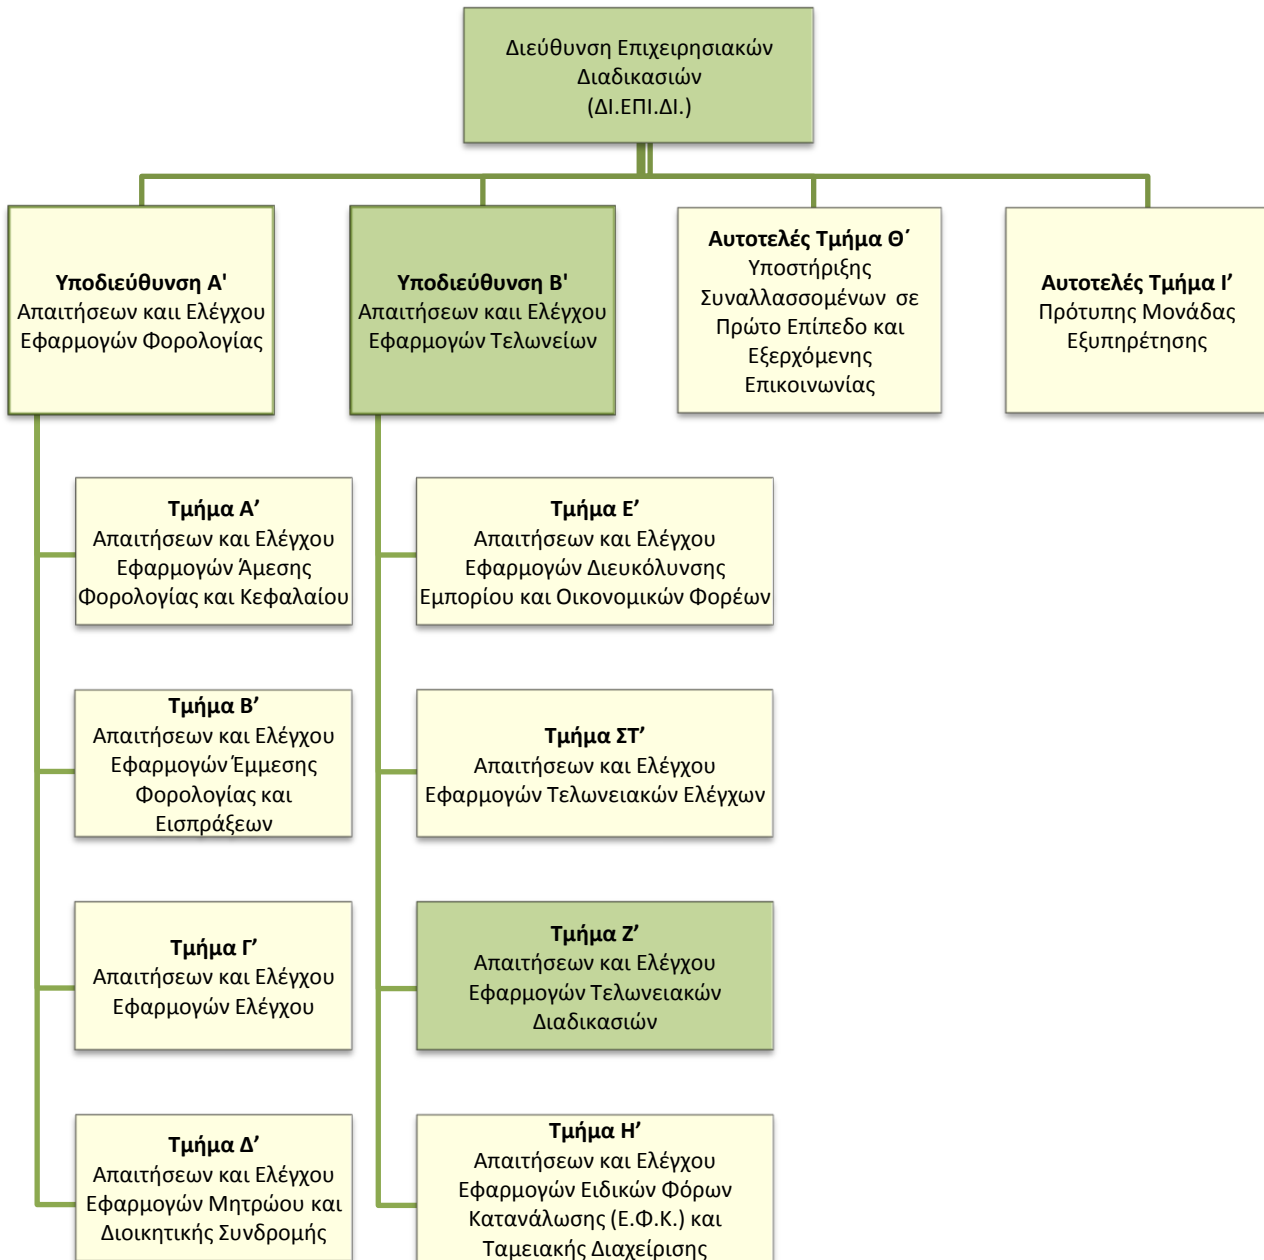 Διεύθυνση Επιχειρησιακών
Διαδικασιών
(ΔΙ.ΕΠΙ.ΔΙ.)
Υποδιεύθυνση Α'
Απαιτήσεων καιι Ελέγχου
Εφαρμογών Φορολογίας
Υποδιεύθυνση Β'
Απαιτήσεων καιι Ελέγχου
Εφαρμογών Τελωνείων
Αυτοτελές Τμήμα Θ΄
Υποστήριξης
Συναλλασσομένων σε
Πρώτο Επίπεδο και
Εξερχόμενης
Επικοινωνίας
Αυτοτελές Τμήμα Ι’
Πρότυπης Μονάδας
Εξυπηρέτησης
Τμήμα Α’
Απαιτήσεων και Ελέγχου
Εφαρμογών Άμεσης
Φορολογίας και Κεφαλαίου
Τμήμα Β’
Απαιτήσεων και Ελέγχου
Εφαρμογών Έμμεσης
Φορολογίας και
Εισπράξεων
Τμήμα Γ’
Απαιτήσεων και Ελέγχου
Εφαρμογών Ελέγχου
Τμήμα Δ’
Απαιτήσεων και Ελέγχου
Εφαρμογών Μητρώου και
Διοικητικής Συνδρομής
Τμήμα Ε’
Απαιτήσεων και Ελέγχου
Εφαρμογών Διευκόλυνσης
Εμπορίου και Οικονομικών Φορέων
Τμήμα ΣΤ’
Απαιτήσεων και Ελέγχου
Εφαρμογών Τελωνειακών Ελέγχων
Τμήμα Ζ’
Απαιτήσεων και Ελέγχου
Εφαρμογών Τελωνειακών
Διαδικασιών
Τμήμα Η’
Απαιτήσεων και Ελέγχου
Εφαρμογών Ειδικών Φόρων
Κατανάλωσης (Ε.Φ.Κ.) και
Ταμειακής Διαχείρισης